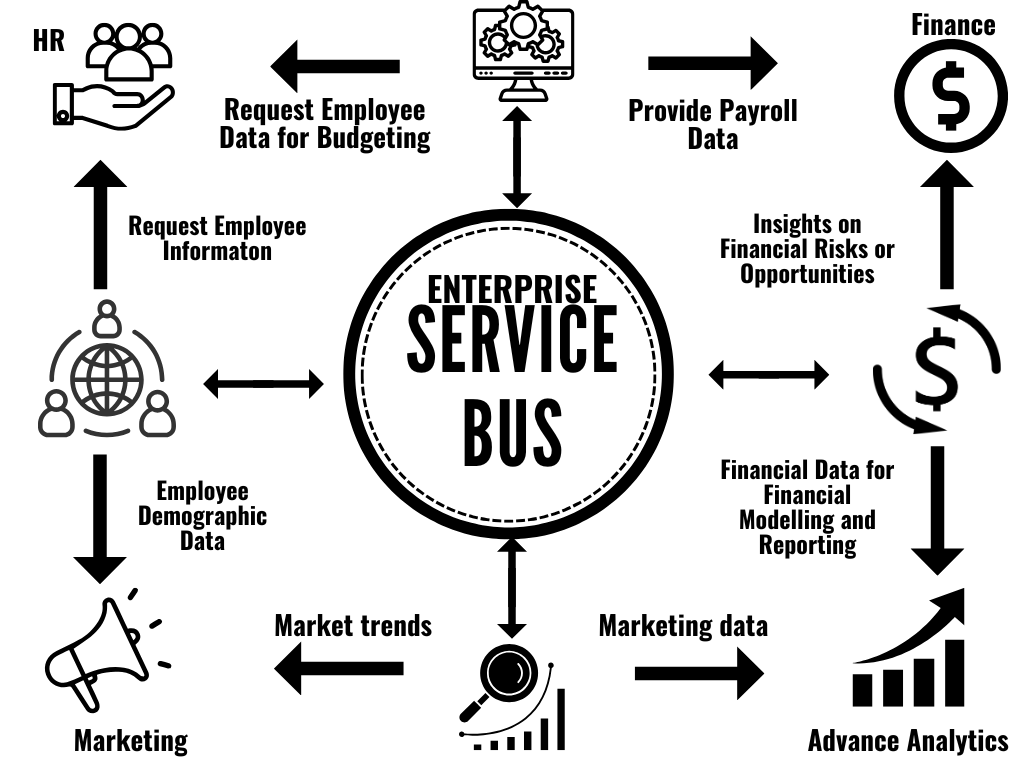 HR
Finance
Request Employee
Data for Budgeting
Provide Payroll
Data
Request Employee
Informaton
Insights on
Financial Risks or
Opportunities
ENTERPRISE
SERVICE
BUS
Employee
Demographic
Data
Financial Data for
Financial
Modelling and
Reporting
Market trends
Marketing data
Marketing
Advance Analytics